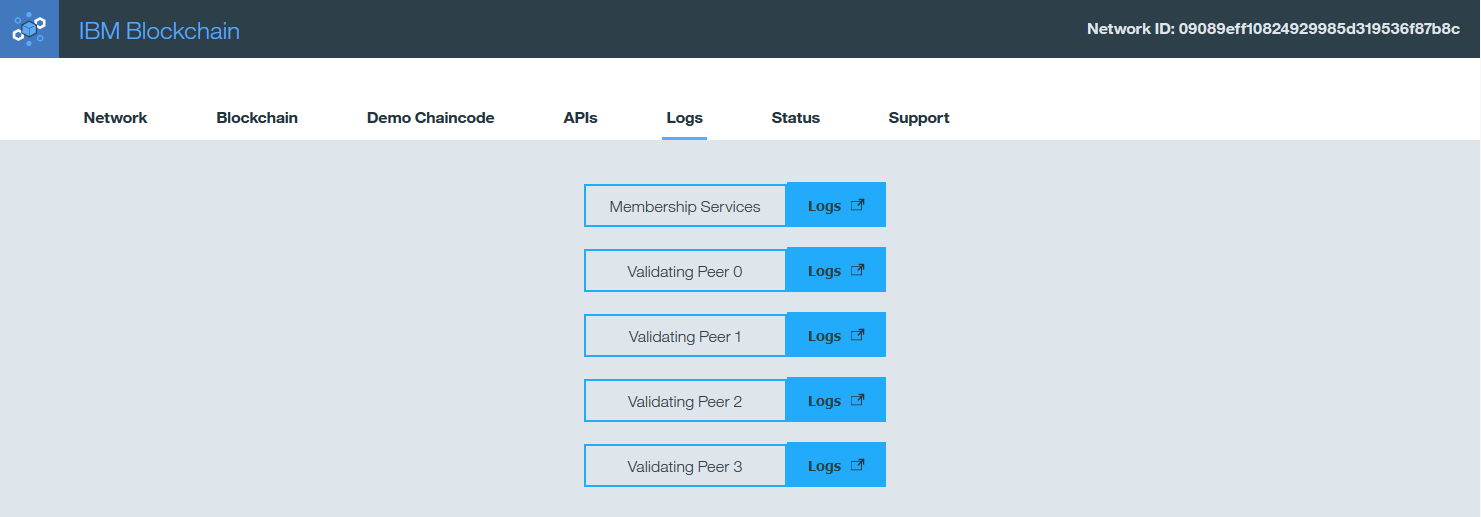 IBM Blockchain
Network ID: 09089eff10824929985d319536f87b8c
Network Blockchain Demo Chaincode APIs Logs Status Support
Membership Services Logs
Validating Peer 0 Logs
Validating Peer 1 Logs
Validating Peer 2 Logs
Validating Peer 3 Logs